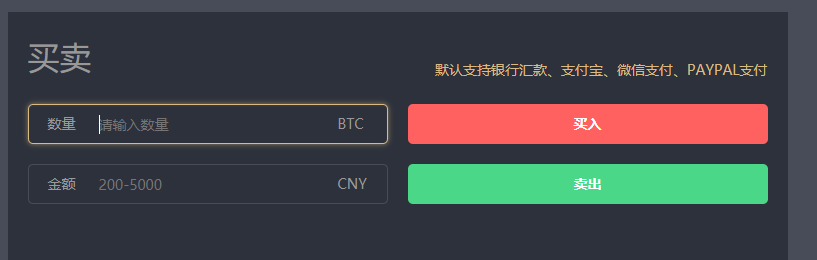 买卖
默认支持银行汇款、支付宝、微信支付、PAYPAL支付
数量 请输入数量 BTC
买入
金额 200-5000 CNY
卖出